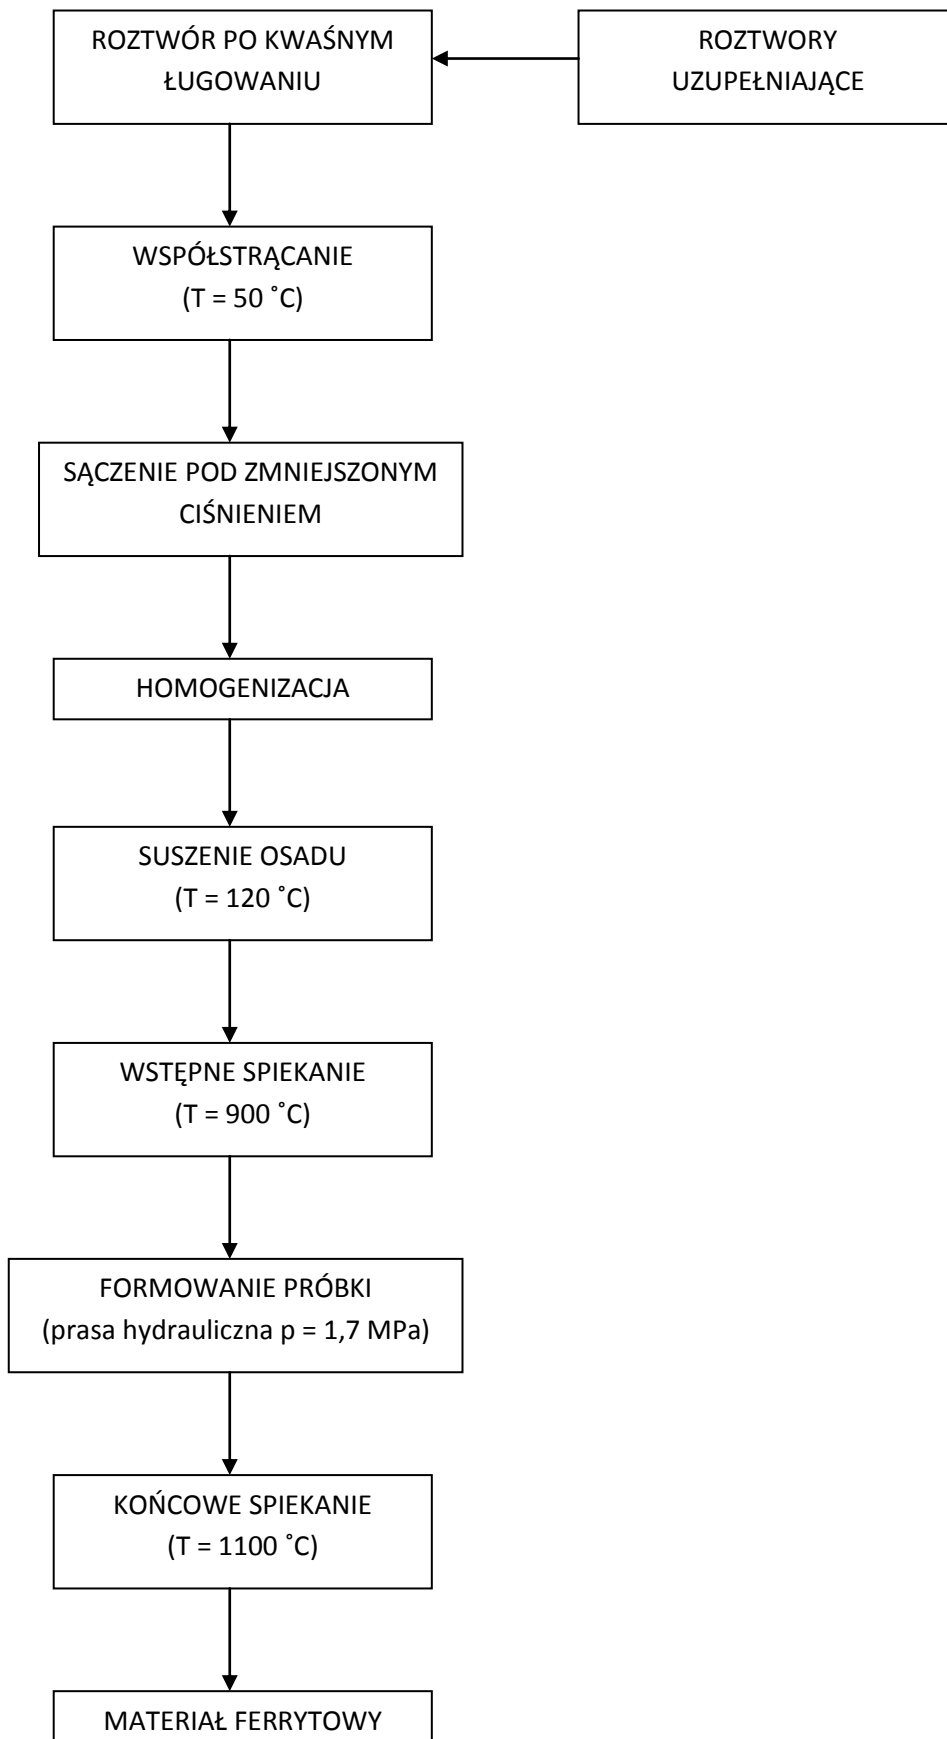 ROZTWÓR PO KWAŚNYM
ŁUGOWANIU
ROZTWORY
UZUPEŁNIAJĄCE
WSPÓŁSTRĄCANIE
(T = 50 ˚C)
SĄCZENIE POD ZMNIEJSZONYM
CIŚNIENIEM
HOMOGENIZACJA
SUSZENIE OSADU
(T = 120 ˚C)
WSTĘPNE SPIEKANIE
(T = 900 ˚C)
FORMOWANIE PRÓBKI
(prasa hydrauliczna p = 1,7 MPa)
KOŃCOWE SPIEKANIE
(T = 1100 ˚C)
MATERIAŁ FERRYTOWY